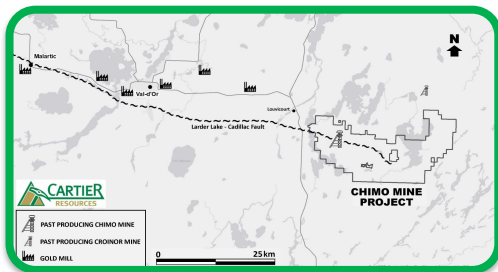 N
Malartic
Val-d'Or
Louvicourt
Larder Lake - Cadillac Fault
CHIMO MINE
PROJECT
CARTIER
RESOURCES
PAST PRODUCING CHIMO MINE
PAST PRODUCING CROINOR MINE
GOLD MILL
0 25 km